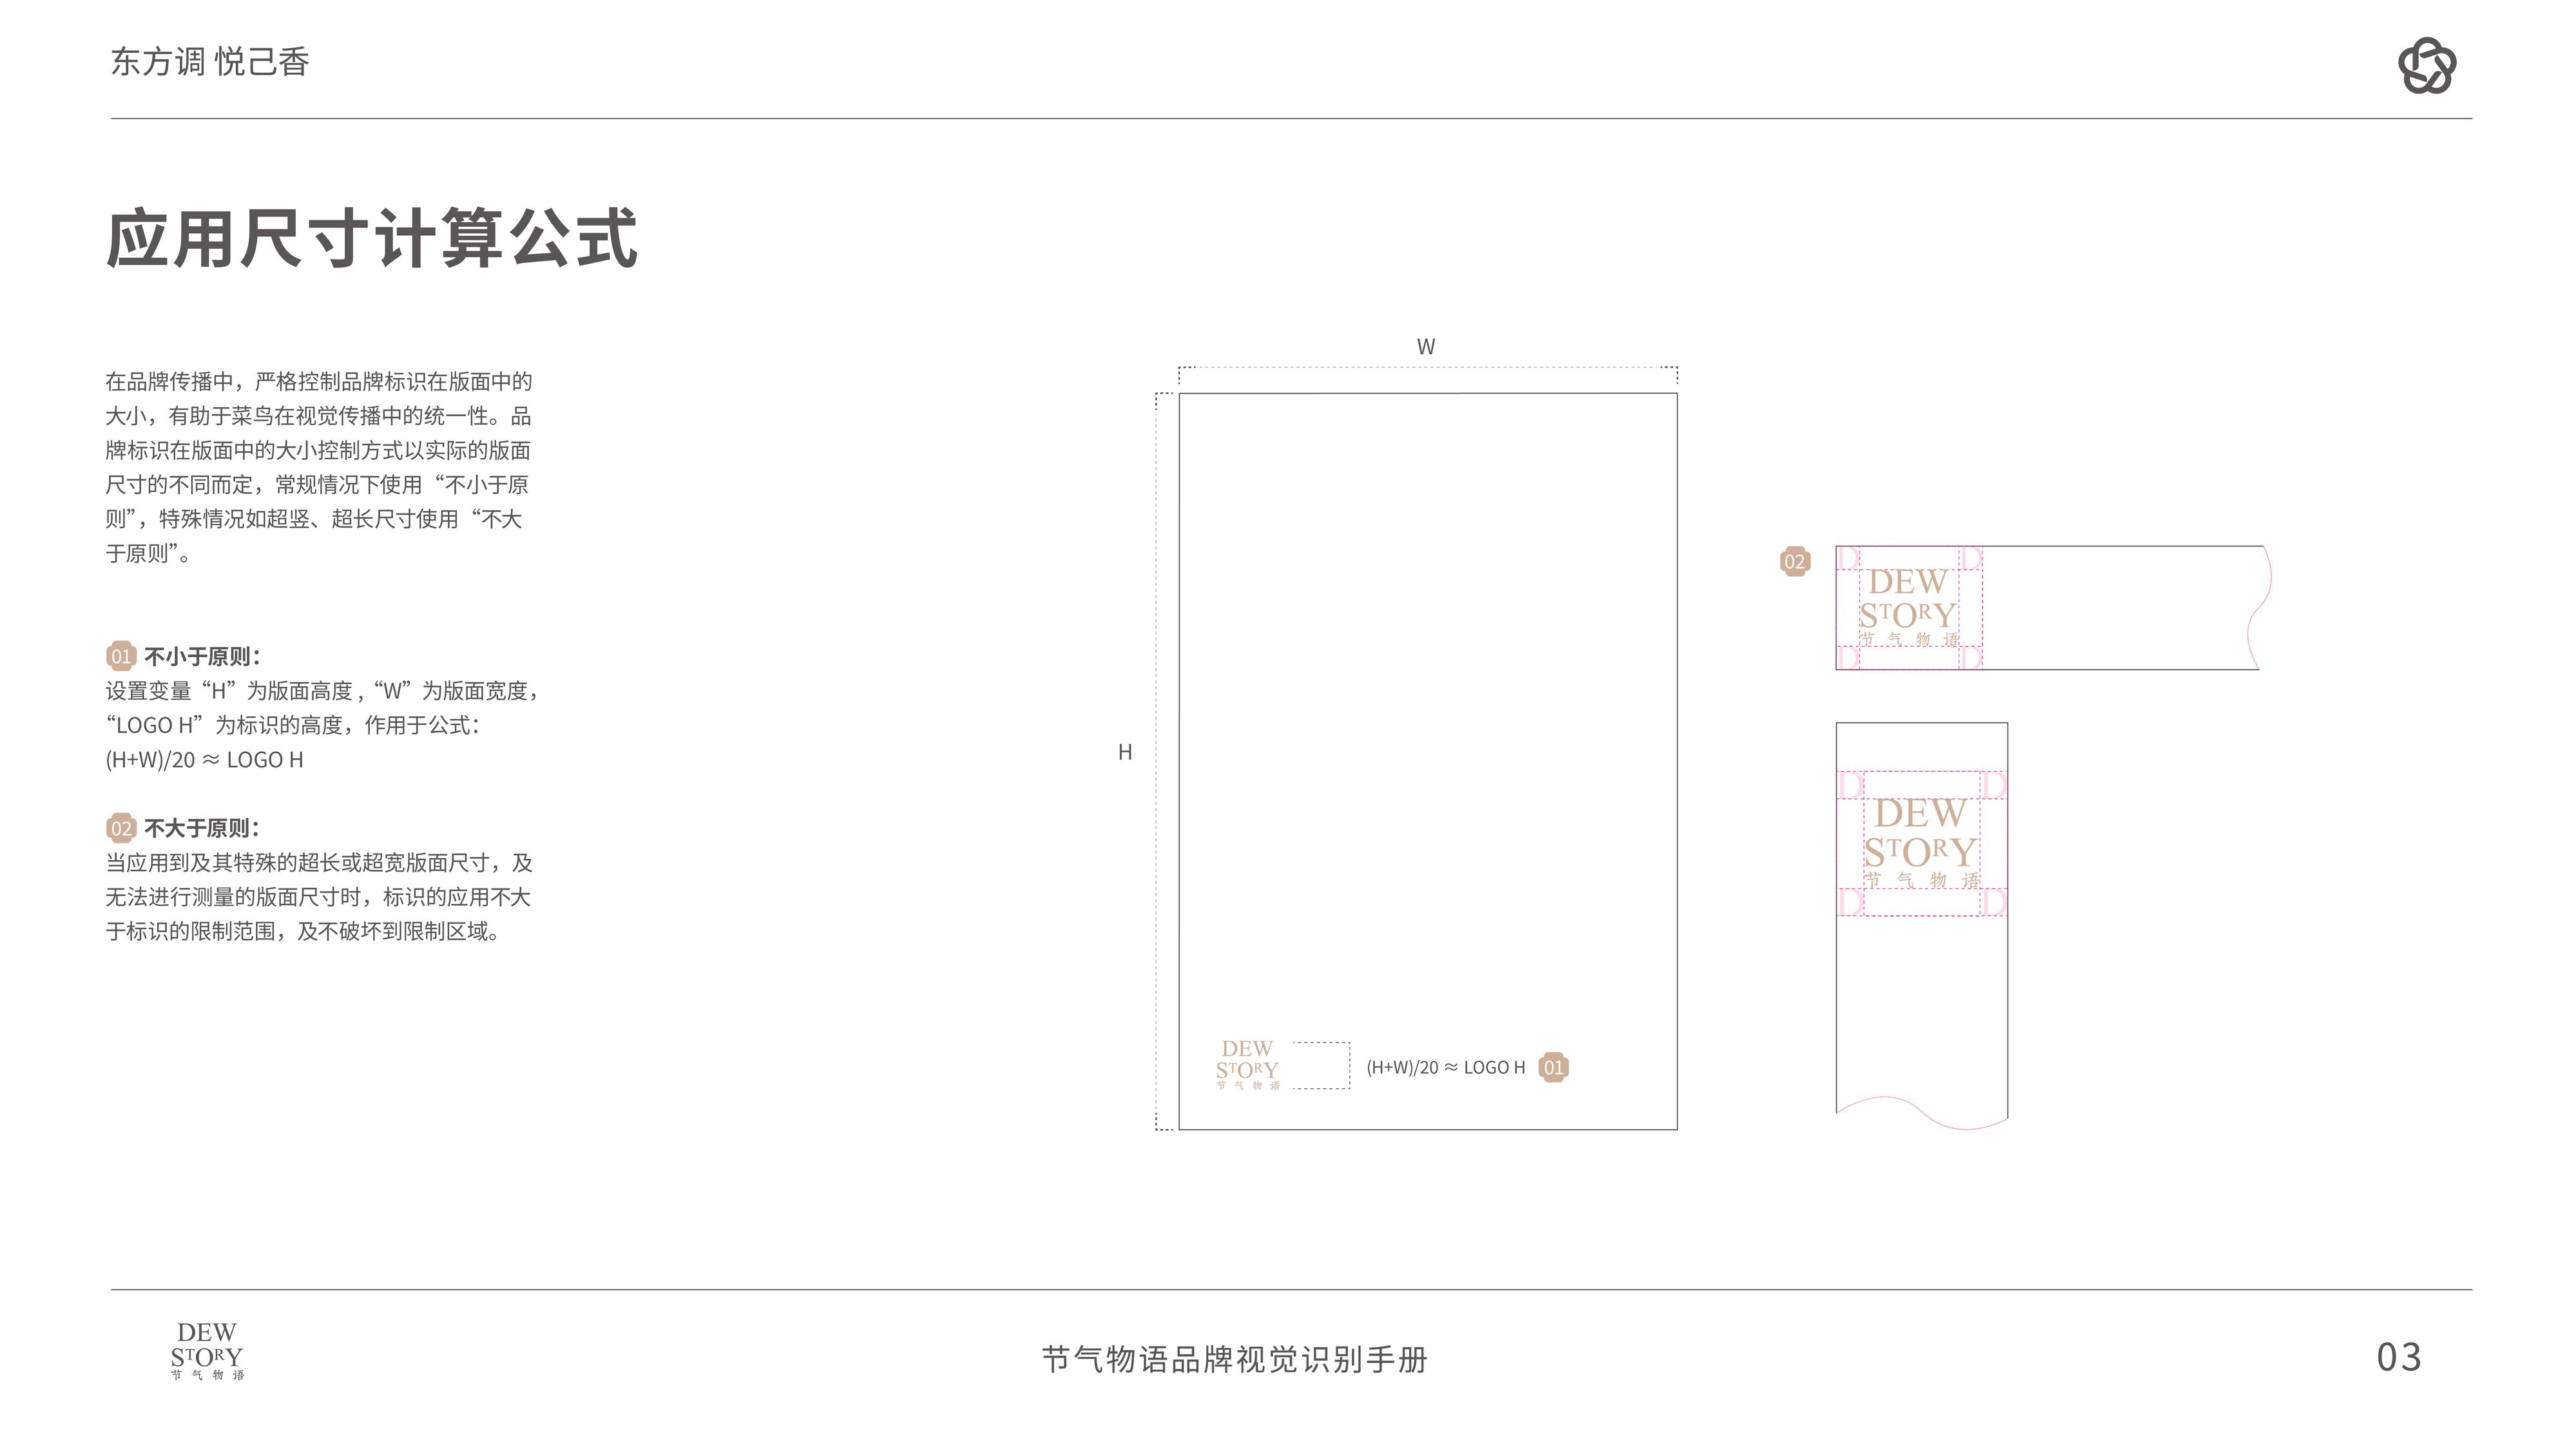 东方调 悦己香
应用尺寸计算公式
在品牌传播中，严格控制品牌标识在版面中的
大小，有助于菜鸟在视觉传播中的统一性。品
牌标识在版面中的大小控制方式以实际的版面
尺寸的不同而定，常规情况下使用“不小于原
则”，特殊情况如超竖、超长尺寸使用“不大
于原则”。
01 不小于原则：
设置变量“H”为版面高度，“W”为版面宽度，
“LOGO H”为标识的高度，作用于公式：
(H+W)/20 ≈ LOGO H
02 不大于原则：
当应用到及其特殊的超长或超宽版面尺寸，及
无法进行测量的版面尺寸时，标识的应用不大
于标识的限制范围，及不破坏到限制区域。
W
H
DEW
STORY
节气物语
(H+W)/20 ≈ LOGO H 01
02
D D
DEW
STORY
节气物语
D D
D D
DEW
STORY
节气物语
D D
DEW
STORY
节气物语
节气物语品牌视觉识别手册
03